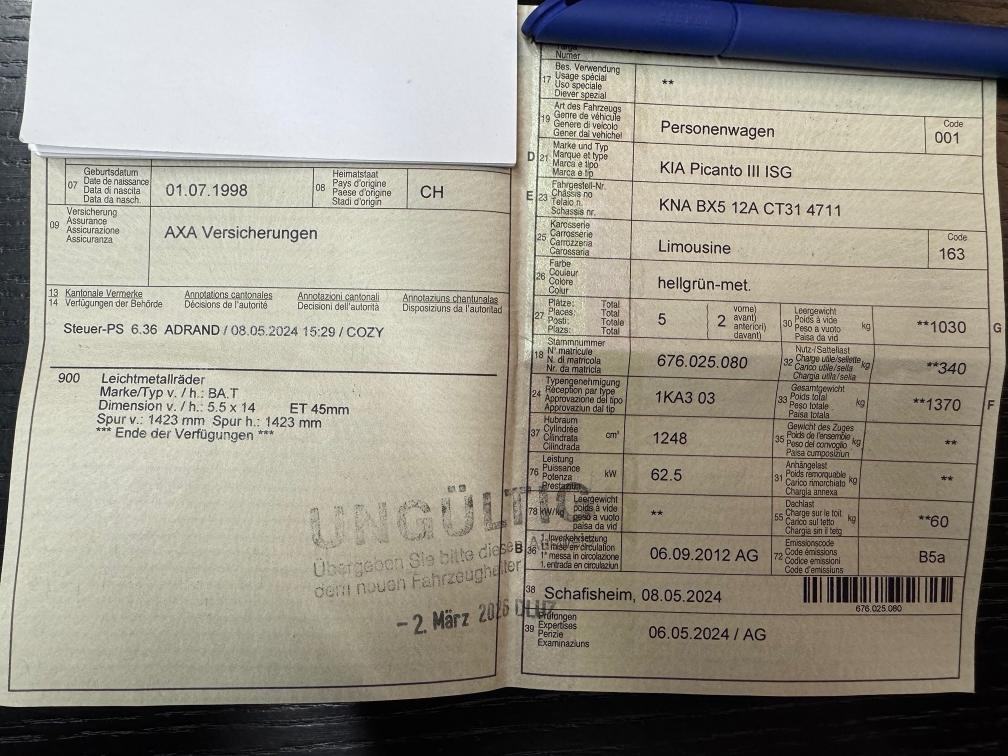 07 Geburtsdatum
Date de naissance
Data di nascita
Data da nasch.
01.07.1998
08 Heimatstaat
Pays d'origine
Paese d'origine
Stadi d'origin
CH
09 Versicherung
Assurance
Assicurazione
Assicuranza
AXA Versicherungen
13 Kantonale Vermerke Annotations cantonales Annotazioni cantonali Annotaziuns chantunalas
14 Verfügungen der Behörde Décisions de l'autorité Decisioni dell'autorità Disposiziuns da l'autoritad
Steuer-PS 6.36 ADRAND / 08.05.2024 15:29 / COZY
900 Leichtmetallräder
Marke/Typ v. / h.: BA.T
Dimension v. / h.: 5.5 x 14 ET 45mm
Spur v.: 1423 mm Spur h.: 1423 mm
*** Ende der Verfügungen ***
UNGÜLTIG
Übergeben Sie bitte diesen
dem neuen Fahrzeughalter
- 2. März 2026
Targa
Numer
17 Bes. Verwendung
Usage spécial
Uso speciale
Diever spezial
**
19 Art des Fahrzeugs
Genre de véhicule
Genere di veicolo
Gener dal vehichel
Personenwagen
Code
001
D 21 Marke und Typ
Marque et type
Marca e tipo
Marca e tip
KIA Picanto III ISG
E 23 Fahrgestell-Nr.
Châssis no
Telaio n.
Schassis nr.
KNA BX5 12A CT31 4711
25 Karosserie
Carrosserie
Carrozzeria
Carossaria
Limousine
Code
163
26 Farbe
Couleur
Colore
Colur
hellgrün-met.
27 Plätze: Total
Places: Total
Posti: Totale
Plazs: Total
5
2
vorne)
avant)
anteriori)
davant)
30 Leergewicht
Poids à vide
Peso a vuoto
Paisa da vid
kg
**1030
G
18 Stammnummer
N° matricule
N. di matricola
Nr. da matricla
676.025.080
32 Nutz-/Sattellast
Charge utile/sellette
Carico utile/sella
Chargia utila/sella
kg
**340
24 Typengenehmigung
Réception par type
Approvazione del tipo
Approvaziun dal tip
1KA3 03
33 Gesamtgewicht
Poids total
Peso totale
Paisa totala
kg
**1370
F
37 Hubraum
Cylindrée
Cilindrata
Cilindrada
cm³
1248
35 Gewicht des Zuges
Poids de l'ensemble
Peso del convoglio
Paisa cumposiziun
kg
**
76 Leistung
Puissance
Potenza
Prestaziun
kW
62.5
31 Anhängelast
Poids remorquable
Carico rimorchiato
Chargia annexa
kg
**
78 kW/kg Leergewicht
poids à vide
peso a vuoto
paisa da vid
**
55 Dachlast
Charge sur le toit
Carico sul tetto
Chargia sin il tetg
kg
**60
B 36 1. Inverkehrsetzung
1. mise en circulation
1ª messa in circolazione
1. entrada en circulaziun
06.09.2012 AG
72 Emissionscode
Code émissions
Codice emissioni
Code d'emissiuns
B5a
38 Schafisheim, 08.05.2024
676.025.080
39 Prüfungen
Expertises
Perizie
Examinaziuns
06.05.2024 / AG